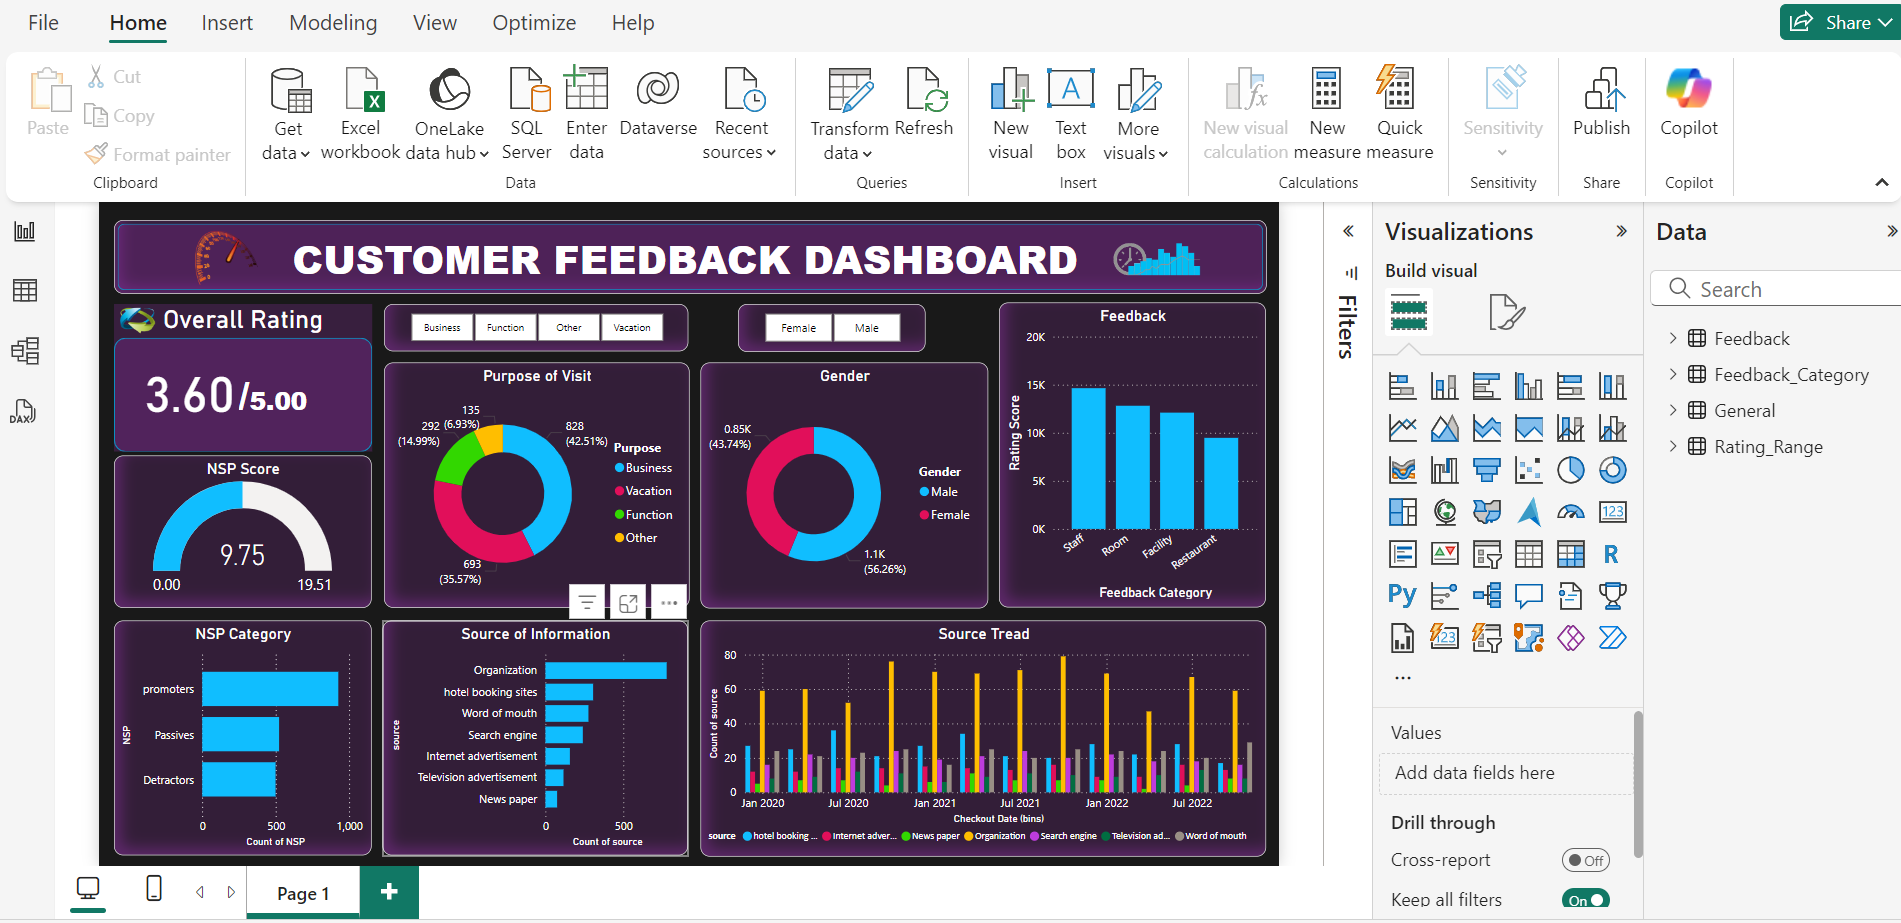 File Home Insert Modeling View Optimize Help Share
Paste
Cut
Copy
Format painter
Clipboard
Get data
Excel workbook
OneLake data hub
SQL Server
Enter data
Dataverse
Recent sources
Data
Transform data
Refresh
Queries
New visual
Text box
More visuals
Insert
New visual calculation
New measure
Quick measure
Calculations
Sensitivity
Sensitivity
Publish
Share
Copilot
Copilot
DAX
CUSTOMER FEEDBACK DASHBOARD
Overall Rating
3.60/5.00
Business Function Other Vacation
Female Male
NSP Score
9.75
0.00 19.51
Purpose of Visit
135
(6.93%)
292
(14.99%)
828
(42.51%)
693
(35.57%)
Purpose
Business
Vacation
Function
Other
Gender
0.85K
(43.74%)
1.1K
(56.26%)
Gender
Male
Female
Feedback
Rating Score
20K
15K
10K
5K
0K
Staff Room Facility Restaurant
Feedback Category
NSP Category
NSP
promoters
Passives
Detractors
0 500 1,000
Count of NSP
Source of Information
source
Organization
hotel booking sites
Word of mouth
Search engine
Internet advertisement
Television advertisement
News paper
0 500
Count of source
Source Tread
Count of source
80
60
40
20
0
Jan 2020 Jul 2020 Jan 2021 Jul 2021 Jan 2022 Jul 2022
Checkout Date (bins)
source hotel booking ... Internet adver... News paper Organization Search engine Television ad... Word of mouth
Page 1
Filters
Visualizations
Build visual
123
R
Py
123
...
Values
Add data fields here
Drill through
Cross-report Off
Keep all filters On
Data
Search
Feedback
Feedback_Category
General
Rating_Range